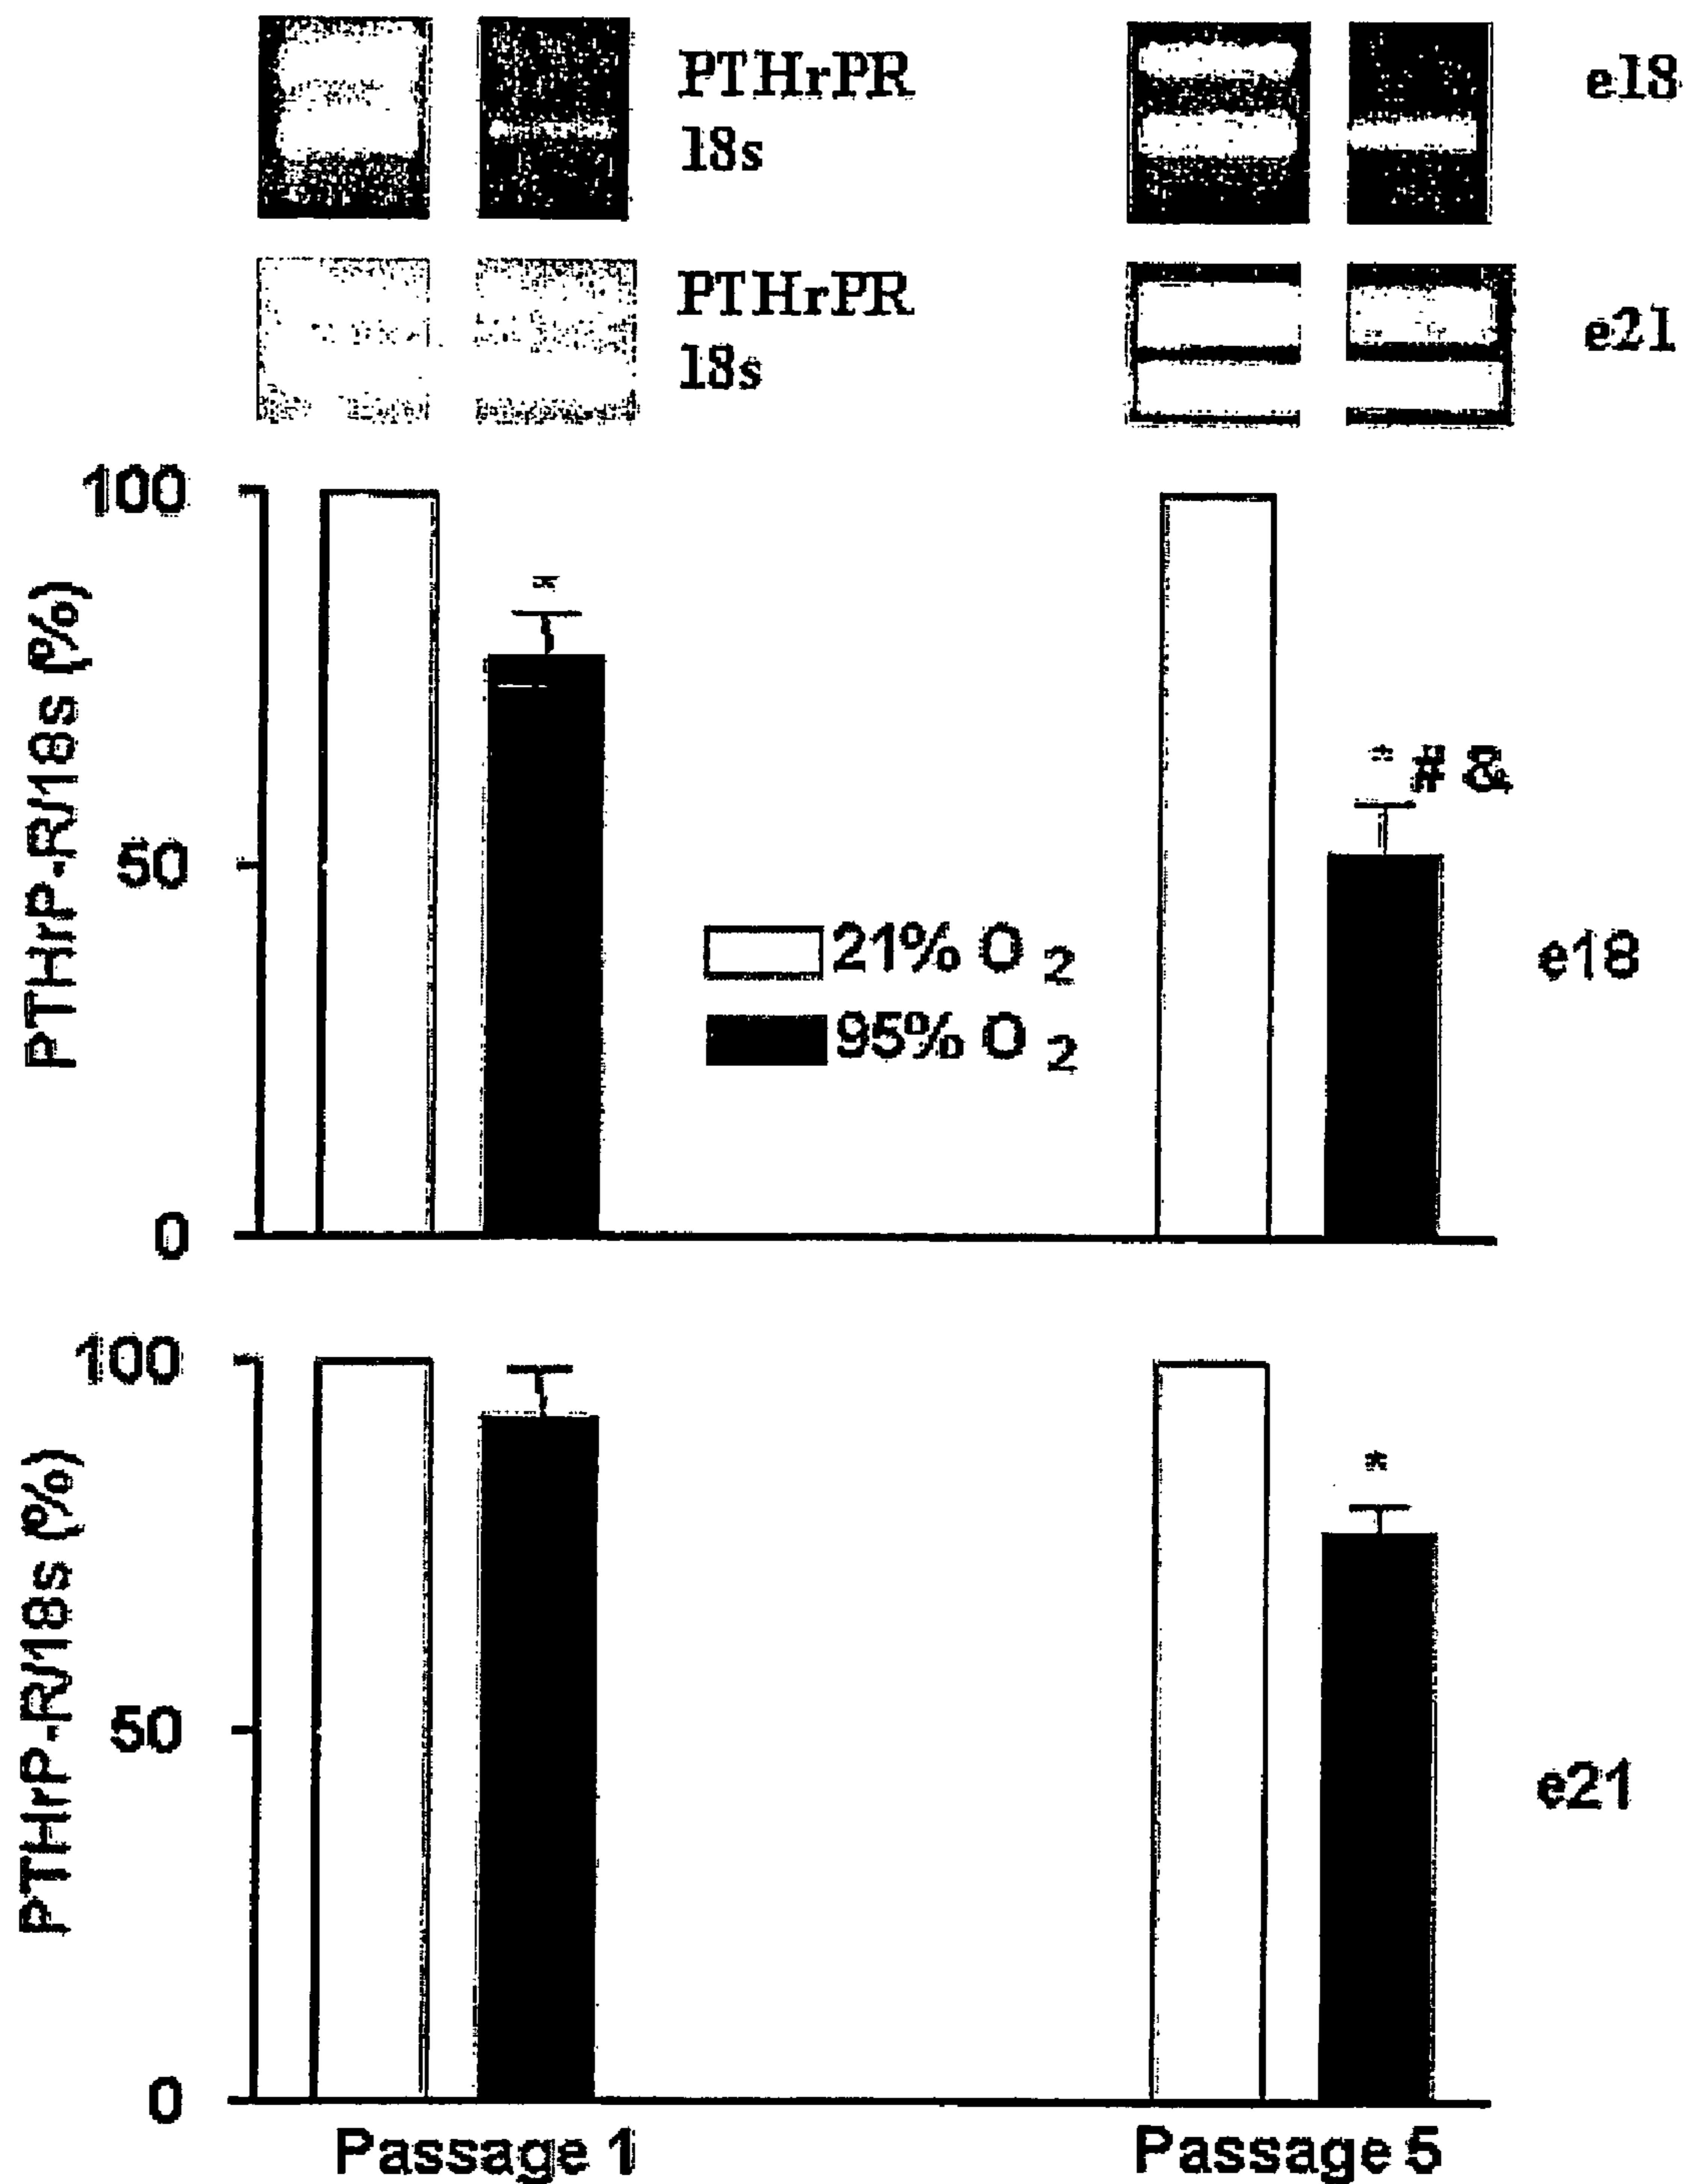 PTHrPR
18s
e18
PTHrPR
18s
e21
100
50
0
PTHrP-R/18s (%)
*
* # &
21% O 2
95% O 2
e18
100
50
0
PTHrP-R/18s (%)
*
e21
Passage 1
Passage 5